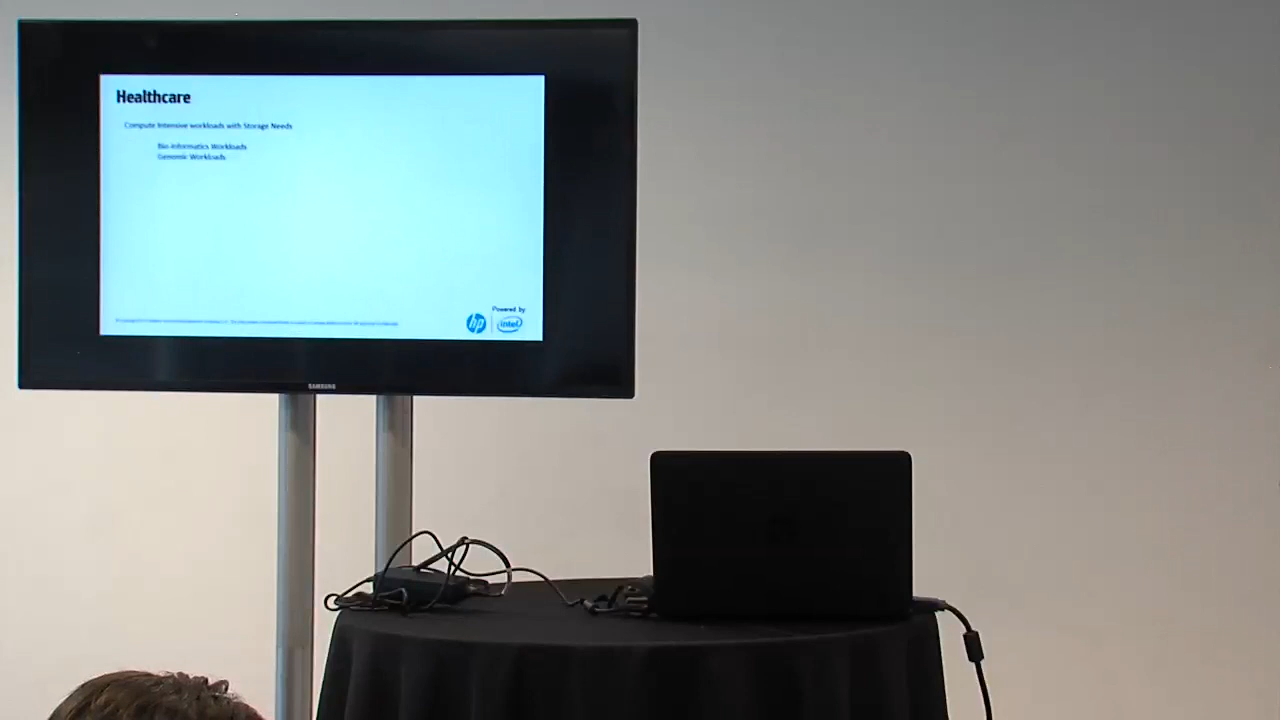 Healthcare
Compute Intensive workloads with Storage Needs
Bio-Informatics Workloads
Genomic Workloads
Powered by
hp
intel
SAMSUNG